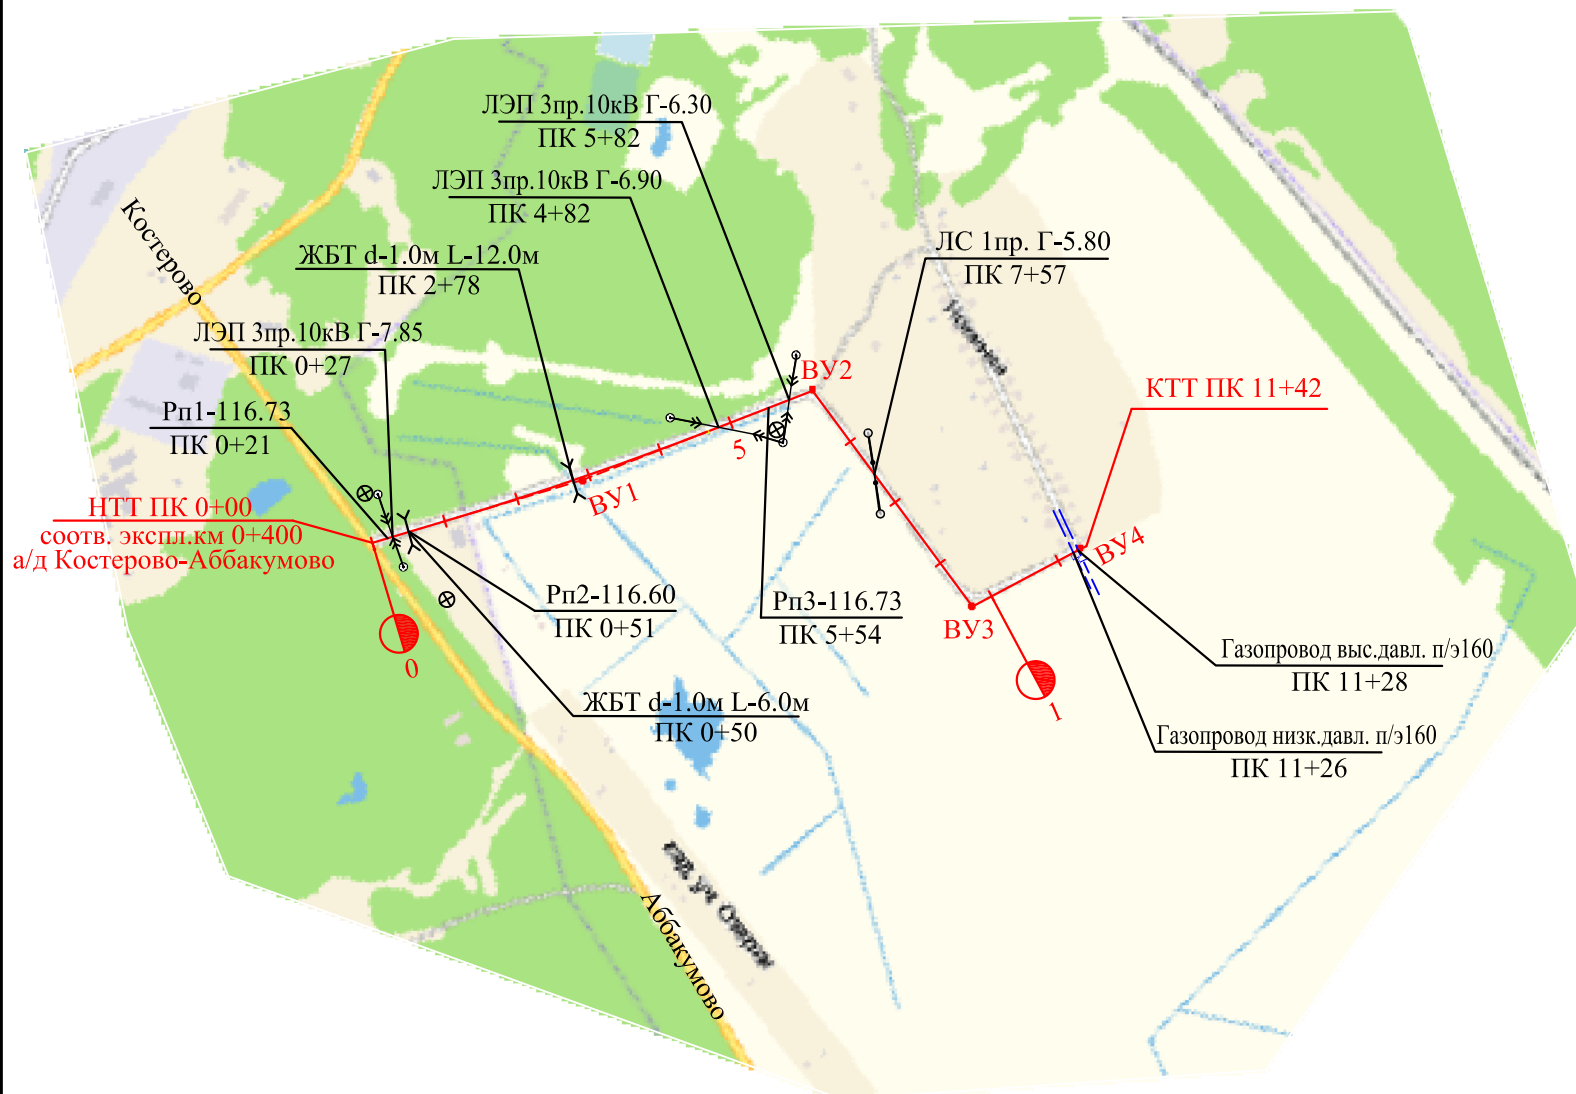 ЛЭП 3пр.10кВ Г-6.30
ПК 5+82
ЛЭП 3пр.10кВ Г-6.90
ПК 4+82
Костерово
ЖБТ d-1.0м L-12.0м
ПК 2+78
ЛС 1пр. Г-5.80
ПК 7+57
ЛЭП 3пр.10кВ Г-7.85
ПК 0+27
ВУ2
КТТ ПК 11+42
Рп1-116.73
ПК 0+21
5
ВУ1
НТТ ПК 0+00
соотв. экспл.км 0+400
а/д Костерово-Аббакумово
ВУ4
Рп2-116.60
ПК 0+51
Рп3-116.73
ПК 5+54
ВУ3
0
Газопровод выс.давл. п/э160
ПК 11+28
ЖБТ d-1.0м L-6.0м
ПК 0+50
1
Газопровод низк.давл. п/э160
ПК 11+26
Аббакумово